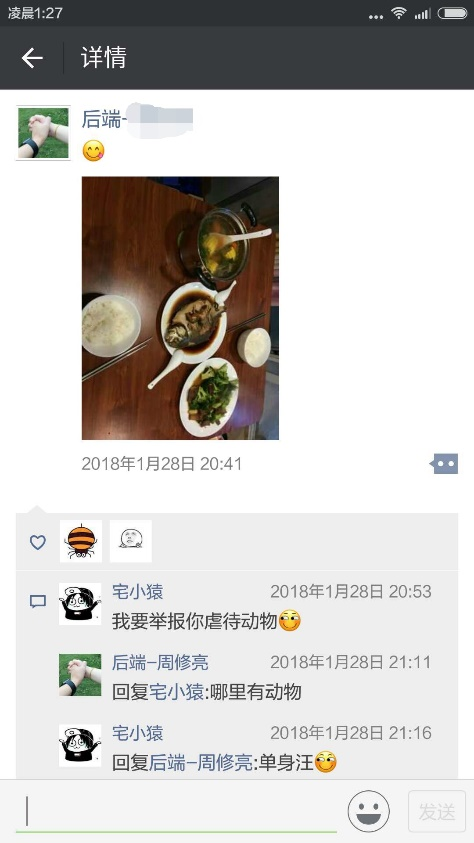 凌晨1:27
详情
后端-
2018年1月28日 20:41
宅小猿
2018年1月28日 20:53
我要举报你虐待动物
后端-周修亮
2018年1月28日 21:11
回复宅小猿:哪里有动物
宅小猿
2018年1月28日 21:16
回复后端-周修亮:单身汪
发送